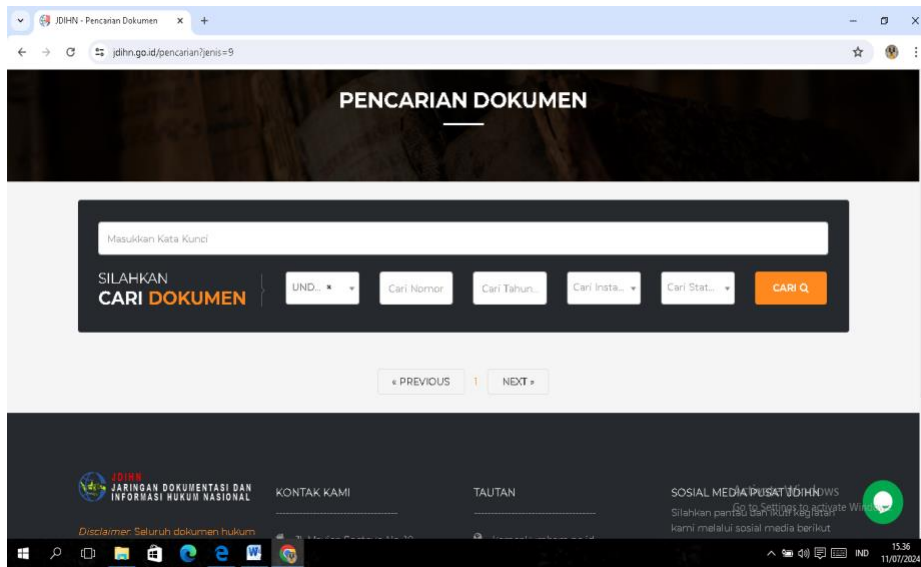 JDIHN - Pencarian Dokumen
jdihn.go.id/pencarian?jenis=9
PENCARIAN DOKUMEN
Masukkan Kata Kunci
SILAHKAN
CARI DOKUMEN
UND...
Cari Nomor
Cari Tahun...
Cari Insta...
Cari Stat...
CARI
« PREVIOUS
1
NEXT »
JDIHN
JARINGAN DOKUMENTASI DAN
INFORMASI HUKUM NASIONAL
Disclaimer: Seluruh dokumen hukum
KONTAK KAMI
TAUTAN
SOSIAL MEDIA PUSAT JDIHN
Silahkan pantau dan ikuti kegiatan
kami melalui sosial media berikut
Activate Windows
Go to Settings to activate Windows
IND
15.36
11/07/2024